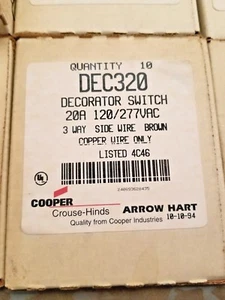 QUANTITY 10
DEC320
DECORATOR SWITCH
20A 120/277VAC
3 WAY SIDE WIRE BROWN
COPPER WIRE ONLY
LISTED 4C46
UL
COOPER
Crouse-Hinds ARROW HART
Quality from Cooper Industries 10-10-94